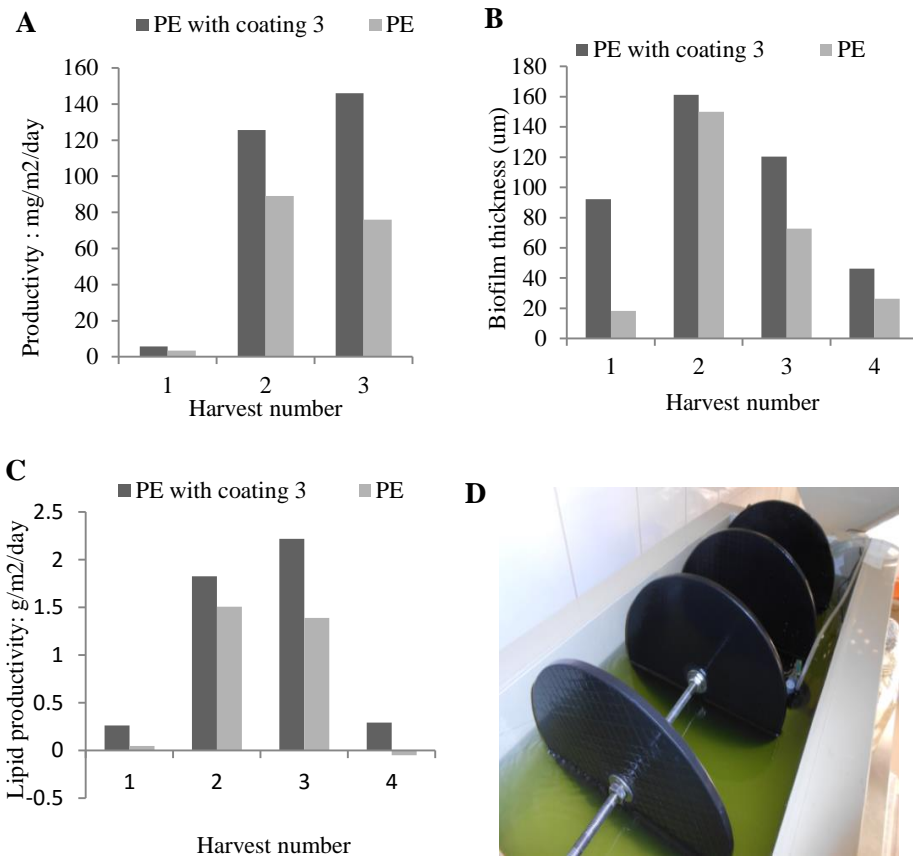 A
PE with coating 3 PE
160
140
120
100
80
60
40
20
0
Productivty : mg/m2/day
1 2 3
Harvest number
B
PE with coating 3 PE
180
160
140
120
100
80
60
40
20
0
Biofilm thickness (um)
1 2 3 4
Harvest number
C
PE with coating 3 PE
2.5
2
1.5
1
0.5
0
-0.5
Lipid productivity: g/m2/day
1 2 3 4
Harvest number
D